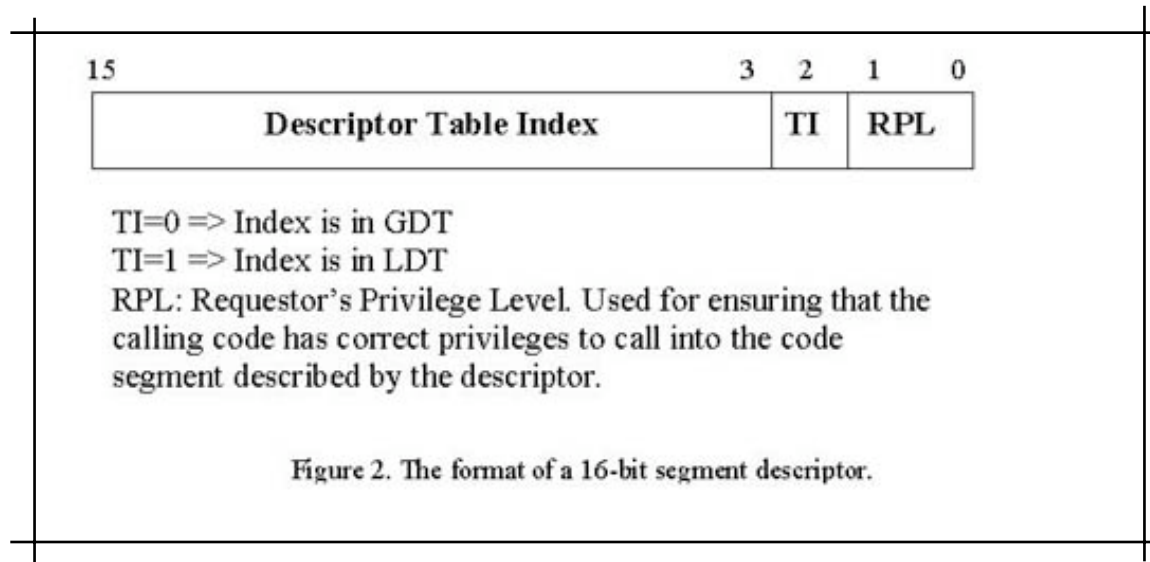 15 3 2 1 0
Descriptor Table Index TI RPL
TI=0 => Index is in GDT
TI=1 => Index is in LDT
RPL: Requestor’s Privilege Level. Used for ensuring that the
calling code has correct privileges to call into the code
segment described by the descriptor.
Figure 2. The format of a 16-bit segment descriptor.